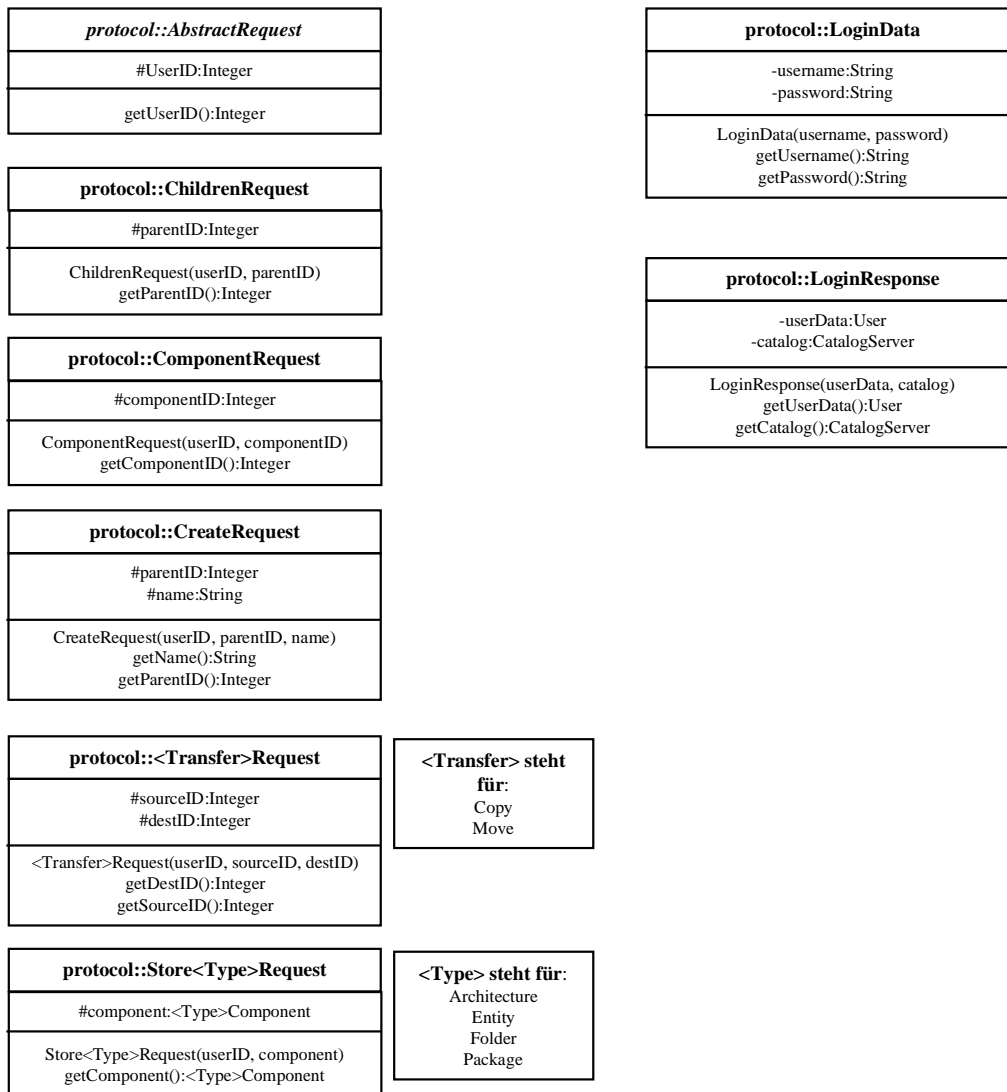 protocol::AbstractRequest
#UserID:Integer
getUserID():Integer
protocol::ChildrenRequest
#parentID:Integer
ChildrenRequest(userID, parentID)
getParentID():Integer
protocol::ComponentRequest
#componentID:Integer
ComponentRequest(userID, componentID)
getComponentID():Integer
protocol::CreateRequest
#parentID:Integer
#name:String
CreateRequest(userID, parentID, name)
getName():String
getParentID():Integer
protocol::<Transfer>Request
#sourceID:Integer
#destID:Integer
<Transfer>Request(userID, sourceID, destID)
getDestID():Integer
getSourceID():Integer
<Transfer> steht
für:
Copy
Move
protocol::Store<Type>Request
#component:<Type>Component
Store<Type>Request(userID, component)
getComponent():<Type>Component
<Type> steht für:
Architecture
Entity
Folder
Package
protocol::LoginData
-username:String
-password:String
LoginData(username, password)
getUsername():String
getPassword():String
protocol::LoginResponse
-userData:User
-catalog:CatalogServer
LoginResponse(userData, catalog)
getUserData():User
getCatalog():CatalogServer